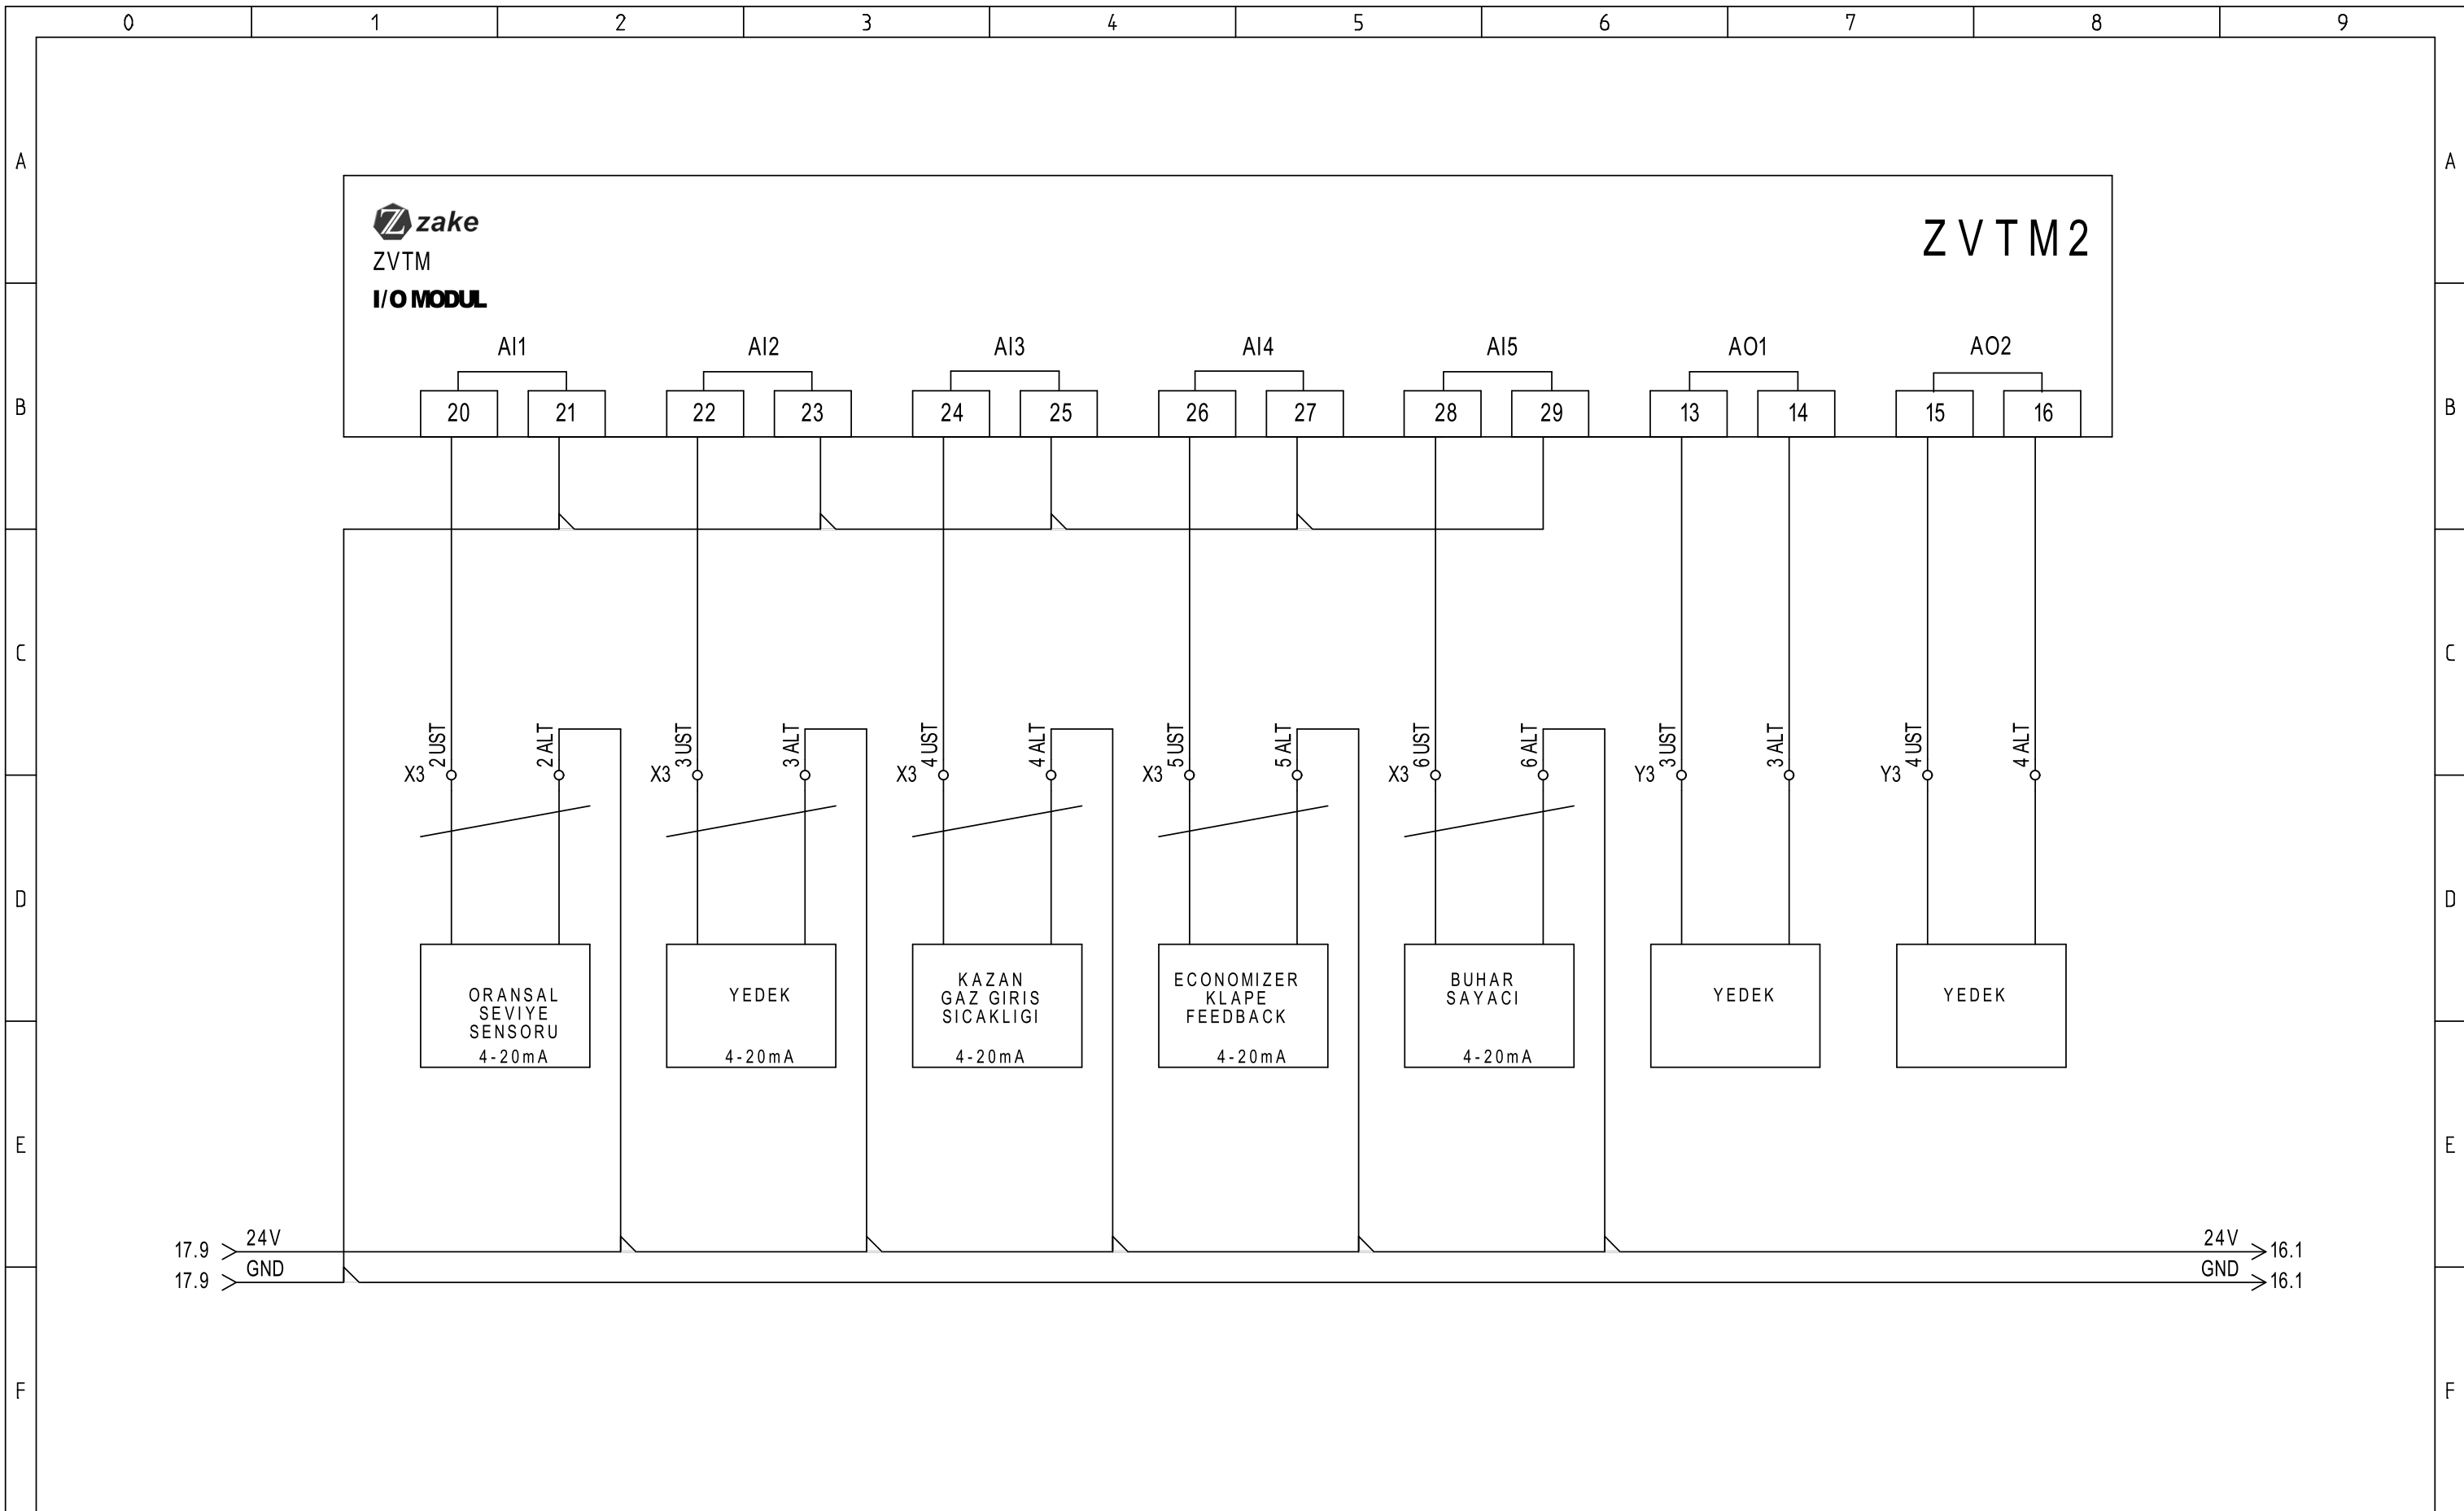 0 1 2 3 4 5 6 7 8 9
A A
zake
ZVTM2
ZVTM
I/O MODUL
AI1 AI2 AI3 AI4 AI5 AO1 AO2
B 20 21 22 23 24 25 26 27 28 29 13 14 15 16 B
C C
2 UST 2 ALT 3 UST 3 ALT 4 UST 4 ALT 5 UST 5 ALT 6 UST 6 ALT 3 UST 3 ALT 4 UST 4 ALT
X3 X3 X3 X3 X3 Y3 Y3
D D
ORANSAL
SEVIYE
SENSORU
4-20mA
YEDEK
4-20mA
KAZAN
GAZ GIRIS
SICAKLIGI
4-20mA
ECONOMIZER
KLAPE
FEEDBACK
4-20mA
BUHAR
SAYACI
4-20mA
YEDEK
YEDEK
E E
17.9 24V 24V 16.1
17.9 GND GND 16.1
F F